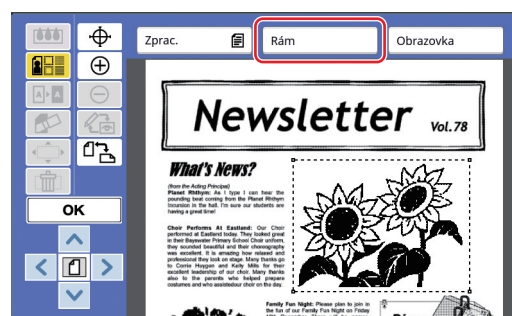 Zprac.
Rám
Obrazovka
A
A A
OK
Newsletter
Vol. 78
What's News?
(from the Acting Principal)
Planet Rhthym: As I type I can hear the
pounding beat coming from the Planet Rhthym
Incursion in the hall. I'm sure our students are
having a great time!
Choir Performs At Eastland: Our Choir
performed at Eastland today. They looked great
in their Bayswater Primary School Choir uniform,
they sounded beautiful and their choreography
was excellent. It is amazing how relaxed and
professional they look on stage. Many thanks go
to Corrie Huygen and Kelly Mills for their
excellent leadership of our choir. Many thanks
also to the parents who helped prepare
costumes and who assistedour choir on the day.
Family Fun Night: Please plan to join in
the fun of our Family Fun Night on Friday